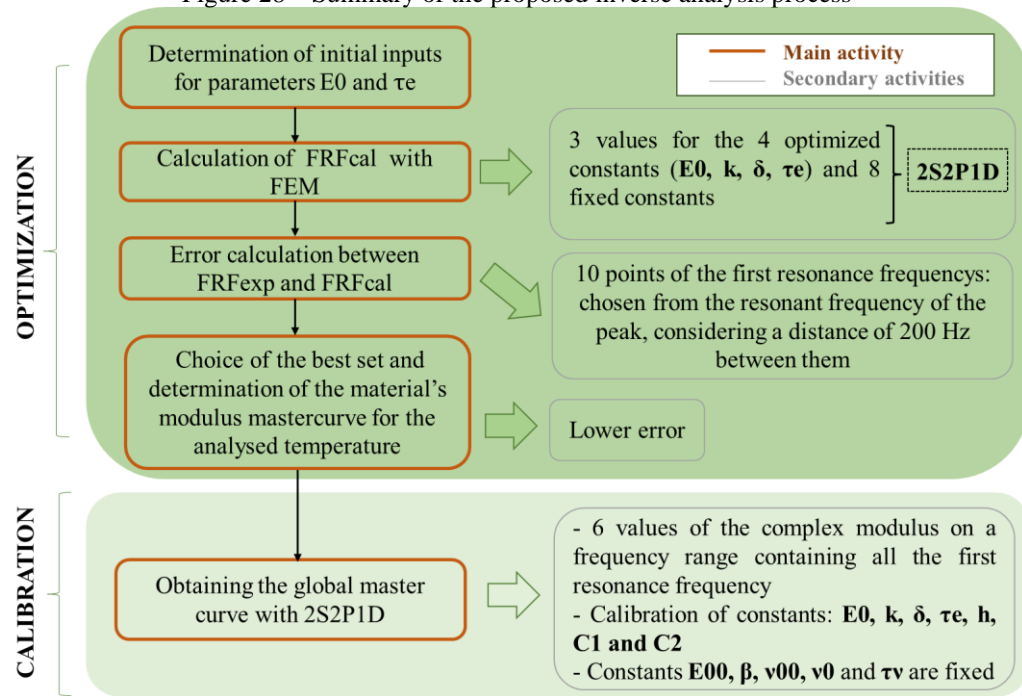 Figure 28 – Summary of the proposed inverse analysis process
Determination of initial inputs
for parameters E0 and τe
Main activity
Secondary activities
OPTIMIZATION
Calculation of FRFcal with
FEM
3 values for the 4 optimized
constants (E0, k, δ, τe) and 8
fixed constants
2S2P1D
Error calculation between
FRFexp and FRFcal
10 points of the first resonance frequencys:
chosen from the resonant frequency of the
peak, considering a distance of 200 Hz
between them
Choice of the best set and
determination of the material's
modulus mastercurve for the
analysed temperature
Lower error
CALIBRATION
Obtaining the global master
curve with 2S2P1D
- 6 values of the complex modulus on a
frequency range containing all the first
resonance frequency
- Calibration of constants: E0, k, δ, τe, h,
C1 and C2
- Constants E00, β, ν00, ν0 and τν are fixed